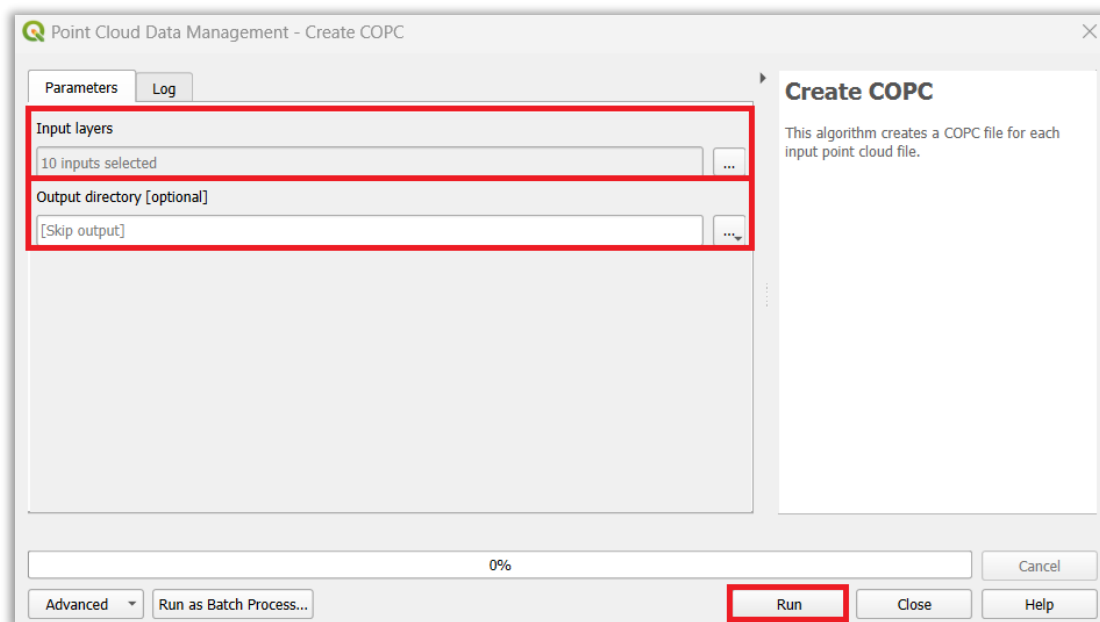 Point Cloud Data Management - Create COPC
Parameters
Log
Input layers
10 inputs selected
...
Output directory [optional]
[Skip output]
...
Create COPC
This algorithm creates a COPC file for each
input point cloud file.
0%
Cancel
Advanced
Run as Batch Process...
Run
Close
Help